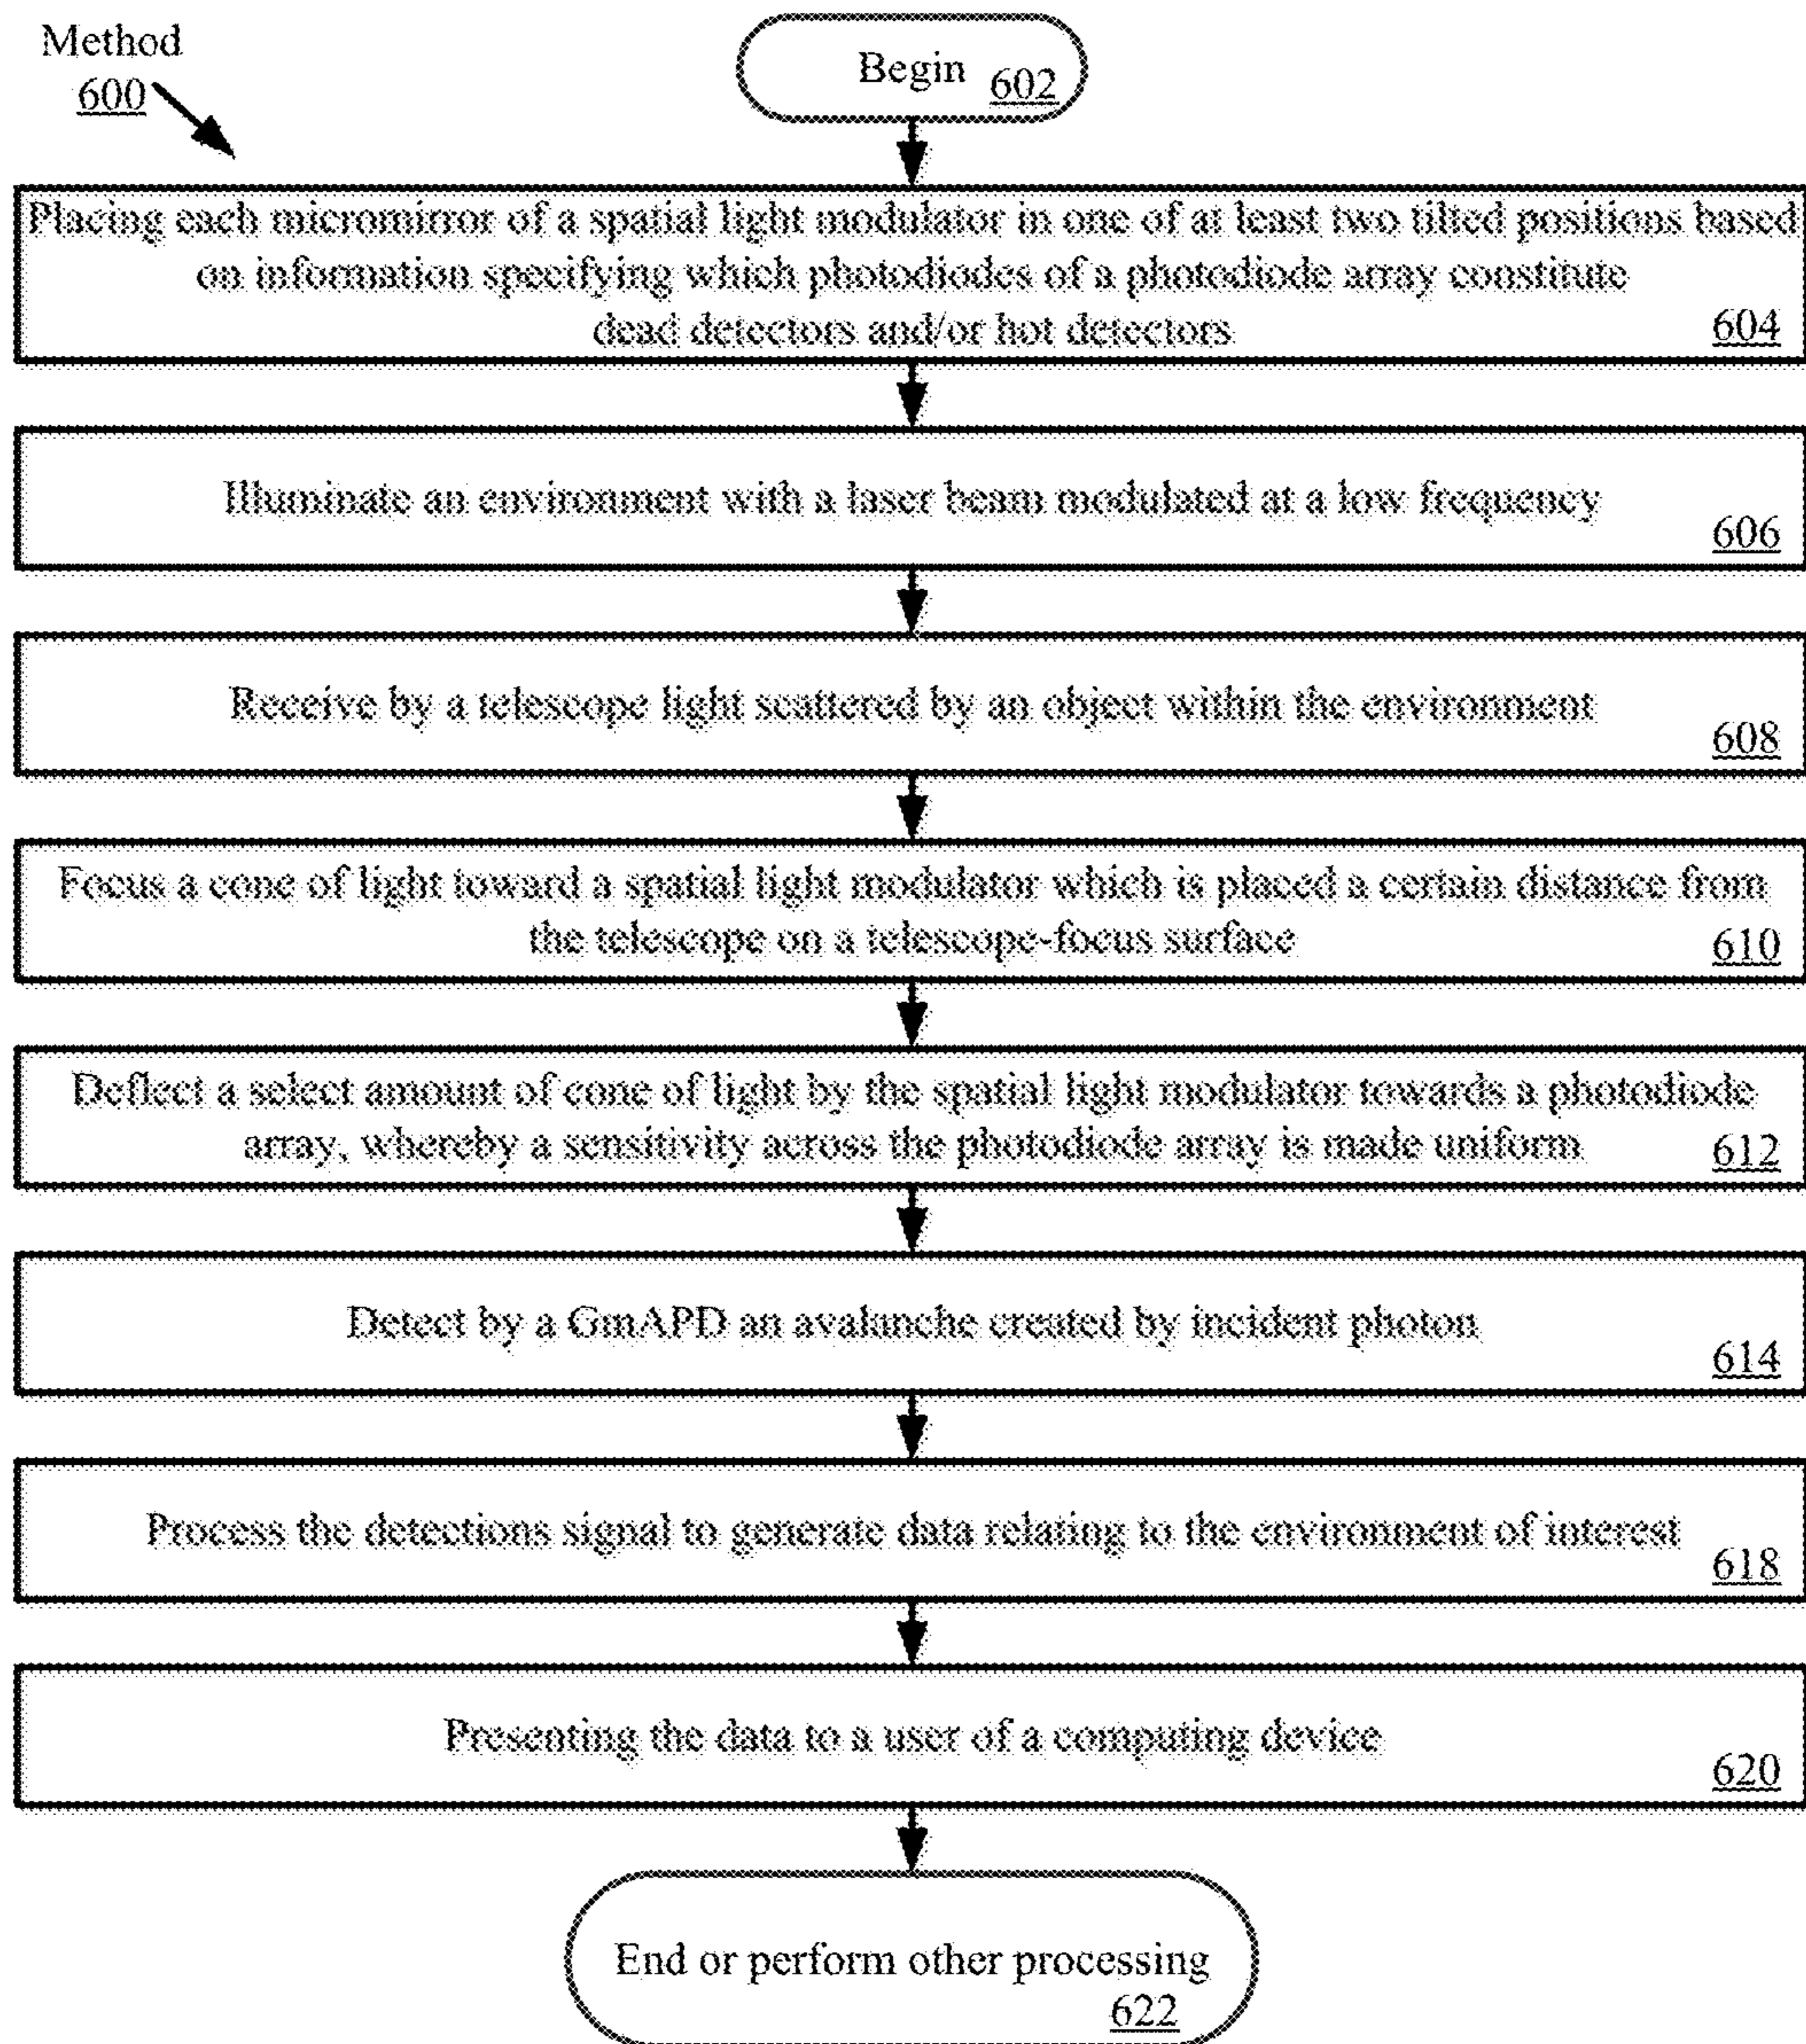 Method
600
Begin 602
Placing each micromirror of a spatial light modulator in one of at least two tilted positions based
on information specifying which photodiodes of a photodiode array constitute
dead detectors and/or hot detectors
604
Illuminate an environment with a laser beam modulated at a low frequency
606
Receive by a telescope light scattered by an object within the environment
608
Focus a cone of light toward a spatial light modulator which is placed a certain distance from
the telescope on a telescope-focus surface
610
Deflect a select amount of cone of light by the spatial light modulator towards a photodiode
array, whereby a sensitivity across the photodiode array is made uniform
612
Detect by a GmAPD an avalanche created by incident photon
614
Process the detections signal to generate data relating to the environment of interest
618
Presenting the data to a user of a computing device
620
End or perform other processing
622